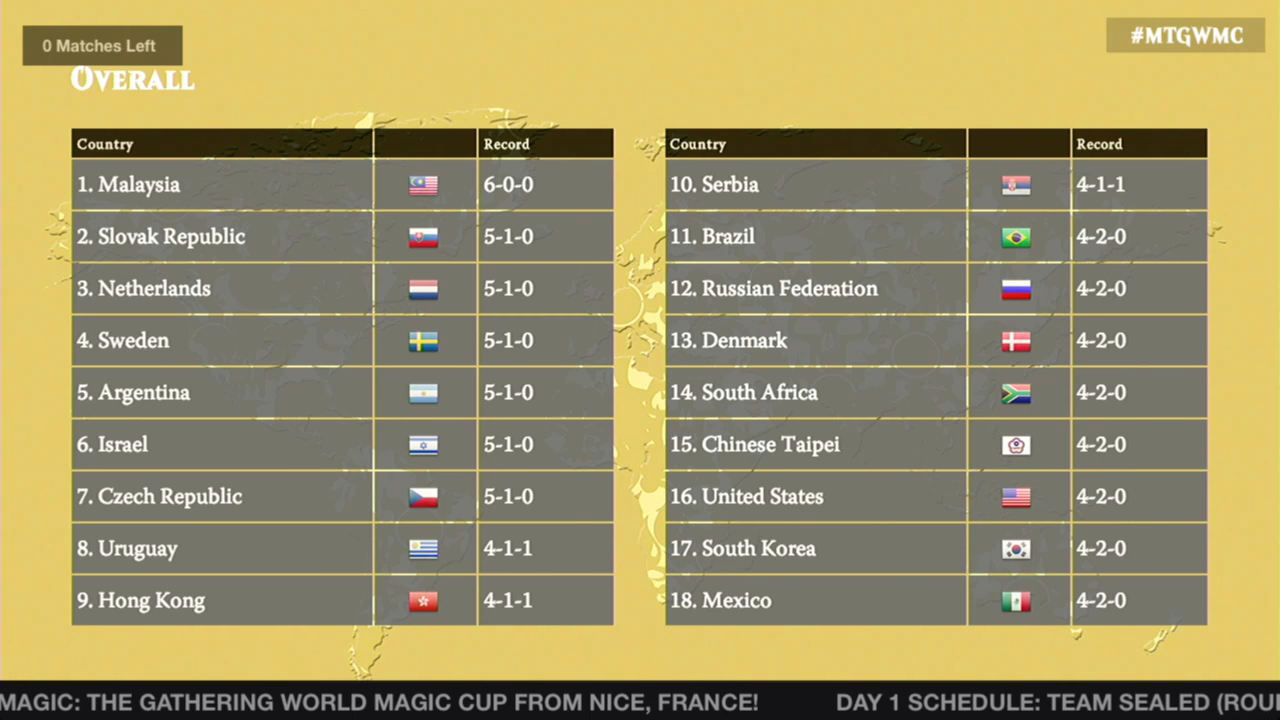 0 Matches Left
#MTGWMC
OVERALL
Country Record
1. Malaysia 6-0-0
2. Slovak Republic 5-1-0
3. Netherlands 5-1-0
4. Sweden 5-1-0
5. Argentina 5-1-0
6. Israel 5-1-0
7. Czech Republic 5-1-0
8. Uruguay 4-1-1
9. Hong Kong 4-1-1
Country Record
10. Serbia 4-1-1
11. Brazil 4-2-0
12. Russian Federation 4-2-0
13. Denmark 4-2-0
14. South Africa 4-2-0
15. Chinese Taipei 4-2-0
16. United States 4-2-0
17. South Korea 4-2-0
18. Mexico 4-2-0
MAGIC: THE GATHERING WORLD MAGIC CUP FROM NICE, FRANCE! DAY 1 SCHEDULE: TEAM SEALED (ROU